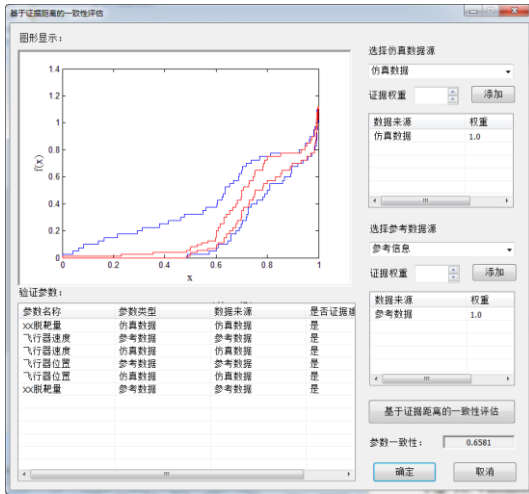 基于证据距离的一致性评估
图形显示：
1.4
1.2
1
0.8
0.6
0.4
0.2
0
f(x)
0 0.2 0.4 0.6 0.8 1
x
选择仿真数据源
仿真数据
证据权重 添加
数据来源 权重
仿真数据 1.0
选择参考数据源
参考信息
证据权重 添加
数据来源 权重
参考数据 1.0
基于证据距离的一致性评估
参数一致性： 0.6581
确定 取消
验证参数：
参数名称 参数类型 数据来源 是否证据
xx脱靶量 仿真数据 仿真数据 是
飞行器速度 参考数据 参考数据 是
飞行器速度 仿真数据 仿真数据 是
飞行器位置 参考数据 参考数据 是
飞行器位置 仿真数据 仿真数据 是
xx脱靶量 参考数据 参考数据 是